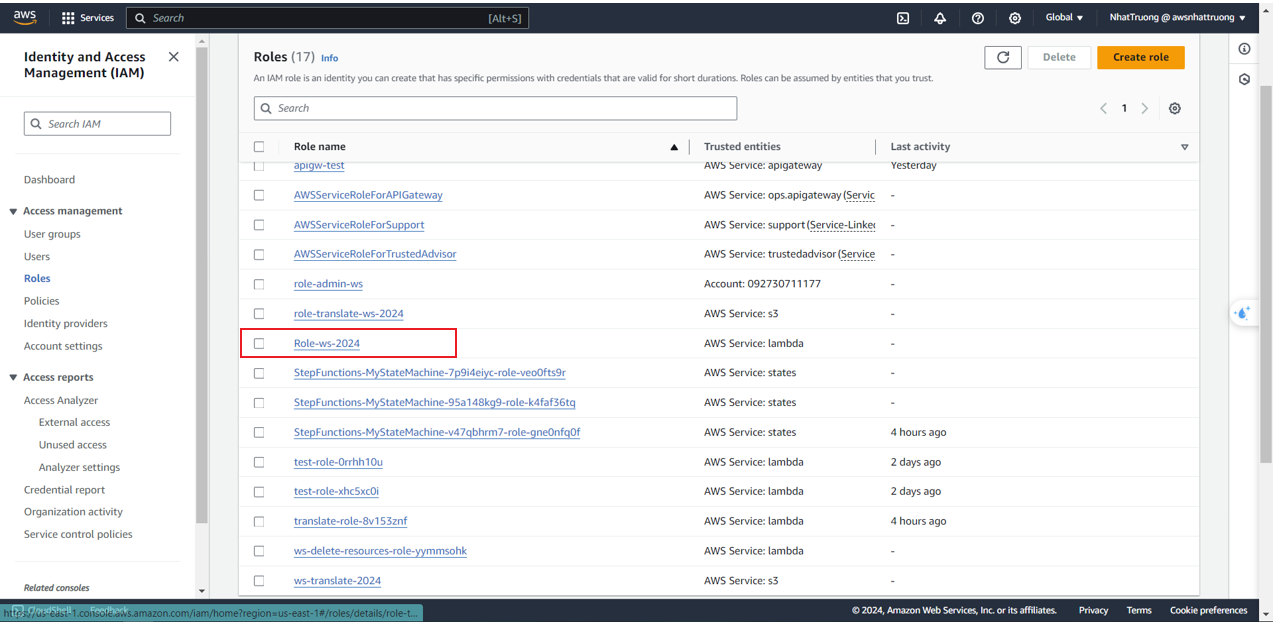 aws Services Search [Alt+S] Global NhatTruong @ awsnhattruong
Identity and Access Management (IAM)
Search IAM
Dashboard
Access management
User groups
Users
Roles
Policies
Identity providers
Account settings
Access reports
Access Analyzer
External access
Unused access
Analyzer settings
Credential report
Organization activity
Service control policies
Related consoles
Roles (17) Info
Delete Create role
An IAM role is an identity you can create that has specific permissions with credentials that are valid for short durations. Roles can be assumed by entities that you trust.
Search
1
Role name Trusted entities Last activity
apigw-test AWS Service: apigateway Yesterday
AWSServiceRoleForAPIGateway AWS Service: ops.apigateway (Servic -
AWSServiceRoleForSupport AWS Service: support (Service-Linked -
AWSServiceRoleForTrustedAdvisor AWS Service: trustedadvisor (Service -
role-admin-ws Account: 092730711177 -
role-translate-ws-2024 AWS Service: s3 -
Role-ws-2024 AWS Service: lambda -
StepFunctions-MyStateMachine-7p9i4eiyc-role-veo0fts9r AWS Service: states -
StepFunctions-MyStateMachine-95a148kg9-role-k4faf36tq AWS Service: states -
StepFunctions-MyStateMachine-v47qbhrm7-role-gne0nfq0f AWS Service: states 4 hours ago
test-role-0rrhh10u AWS Service: lambda 2 days ago
test-role-xhc5xc0i AWS Service: lambda 2 days ago
translate-role-8v153znf AWS Service: lambda 4 hours ago
ws-delete-resources-role-yymmsohk AWS Service: lambda -
ws-translate-2024 AWS Service: s3 -
CloudShell Feedback
https://us-east-1.console.aws.amazon.com/iam/home?region=us-east-1#/roles/details/role-t...
© 2024, Amazon Web Services, Inc. or its affiliates. Privacy Terms Cookie preferences